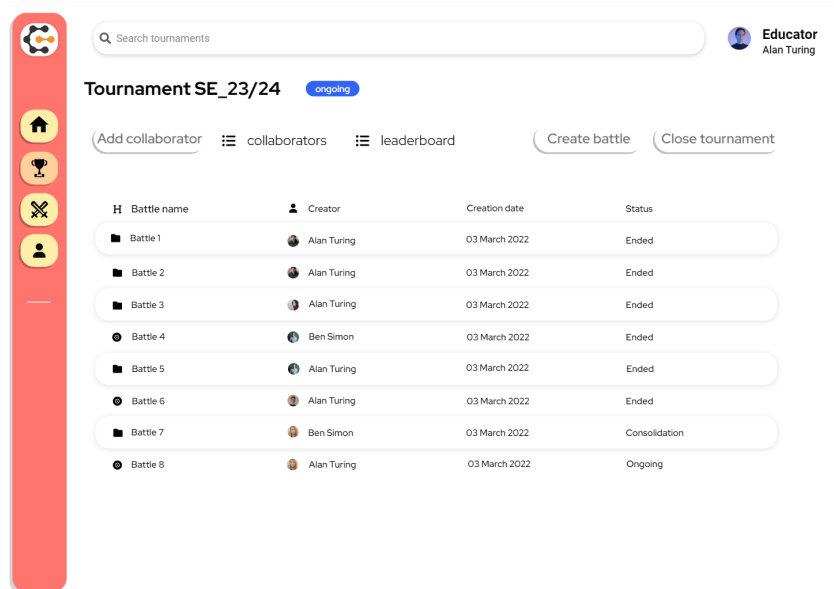 Search tournaments
Educator
Alan Turing
Tournament SE_23/24 ongoing
Add collaborator collaborators leaderboard Create battle Close tournament
H Battle name Creator Creation date Status
Battle 1 Alan Turing 03 March 2022 Ended
Battle 2 Alan Turing 03 March 2022 Ended
Battle 3 Alan Turing 03 March 2022 Ended
Battle 4 Ben Simon 03 March 2022 Ended
Battle 5 Alan Turing 03 March 2022 Ended
Battle 6 Alan Turing 03 March 2022 Ended
Battle 7 Ben Simon 03 March 2022 Consolidation
Battle 8 Alan Turing 03 March 2022 Ongoing